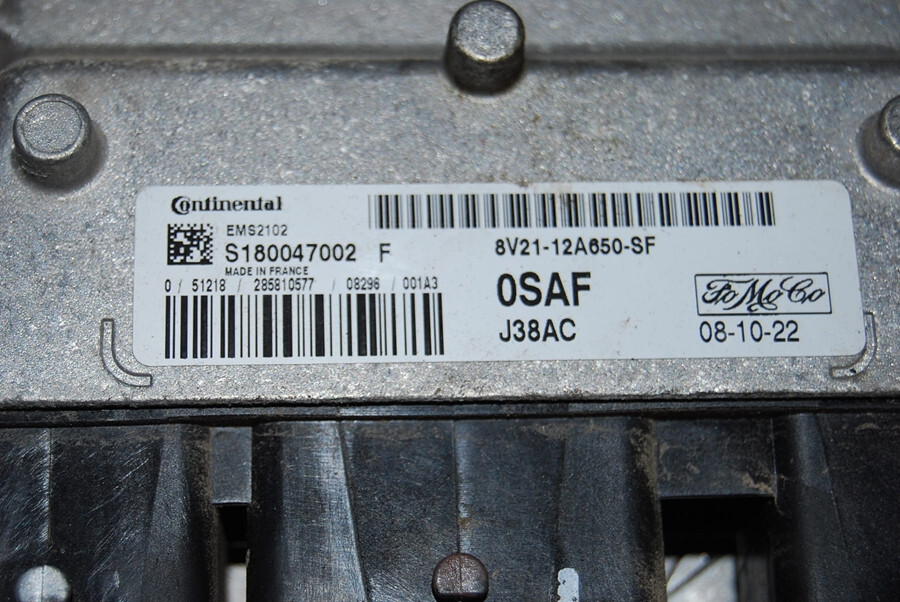 Continental
EMS2102
S180047002 F
MADE IN FRANCE
0 / 51218 / 285810577 / 08296 / 001A3
8V21-12A650-SF
0SAF
J38AC
FoMoCo
08-10-22